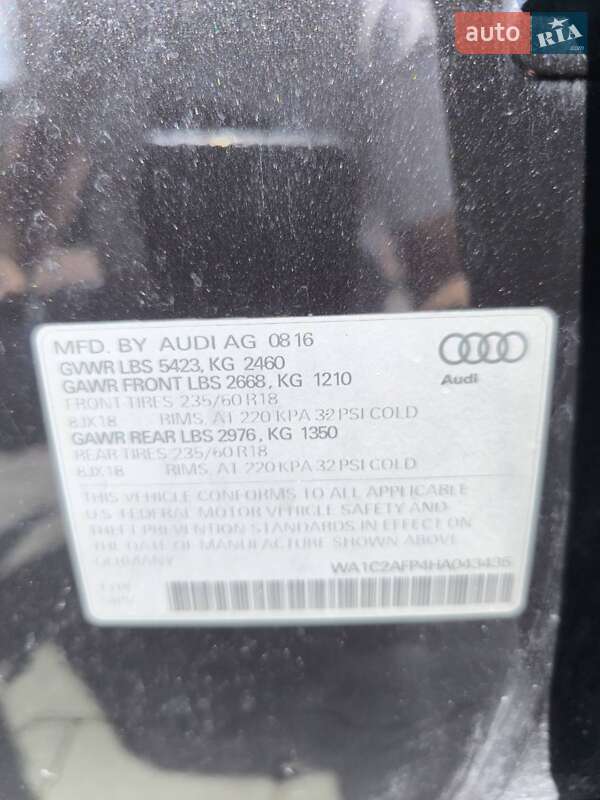 auto RIA.com
MFD. BY AUDI AG 0816
GVWR LBS 5423, KG 2460
GAWR FRONT LBS 2668, KG 1210
FRONT TIRES 235/60 R18
8JX18 RIMS, AT 220 KPA 32 PSI COLD
GAWR REAR LBS 2976, KG 1350
REAR TIRES 235/60 R18
8JX18 RIMS, AT 220 KPA 32 PSI COLD
Audi
THIS VEHICLE CONFORMS TO ALL APPLICABLE
U.S. FEDERAL MOTOR VEHICLE SAFETY AND
THEFT PREVENTION STANDARDS IN EFFECT ON
THE DATE OF MANUFACTURE SHOWN ABOVE.
GERMANY WA1C2AFP4HA043435
TYPE